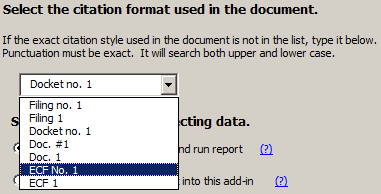 Select the citation format used in the document.
If the exact citation style used in the document is not in the list, type it below.
Punctuation must be exact. It will search both upper and lower case.
Docket no. 1
Filing no. 1
Filing 1
Docket no. 1
S ecting data.
Doc. #1
Doc. 1
nd run report (?)
ECF No. 1
ECF 1
into this add-in (?)